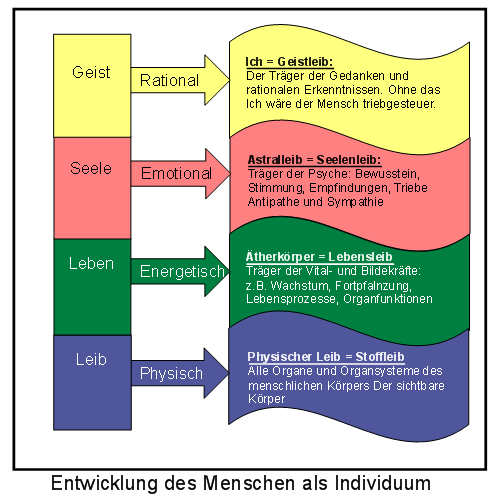 Geist
Rational
Ich = Geistleib:
Der Träger der Gedanken und
rationalen Erkenntnissen. Ohne das
Ich wäre der Mensch triebgesteuer.
Seele
Emotional
Astralleib = Seelenleib:
Träger der Psyche: Bewusstein,
Stimmung, Empfindungen, Triebe
Antipathe und Sympathie
Leben
Energetisch
Ätherkörper = Lebensleib
Träger der Vital- und Bildekräfte:
z.B. Wachstum, Fortpfalnzung,
Lebensprozesse, Organfunktionen
Leib
Physisch
Physischer Leib = Stoffleib
Alle Organe und Organsysteme des
menschlichen Körpers Der sichtbare
Körper
Entwicklung des Menschen als Individuum